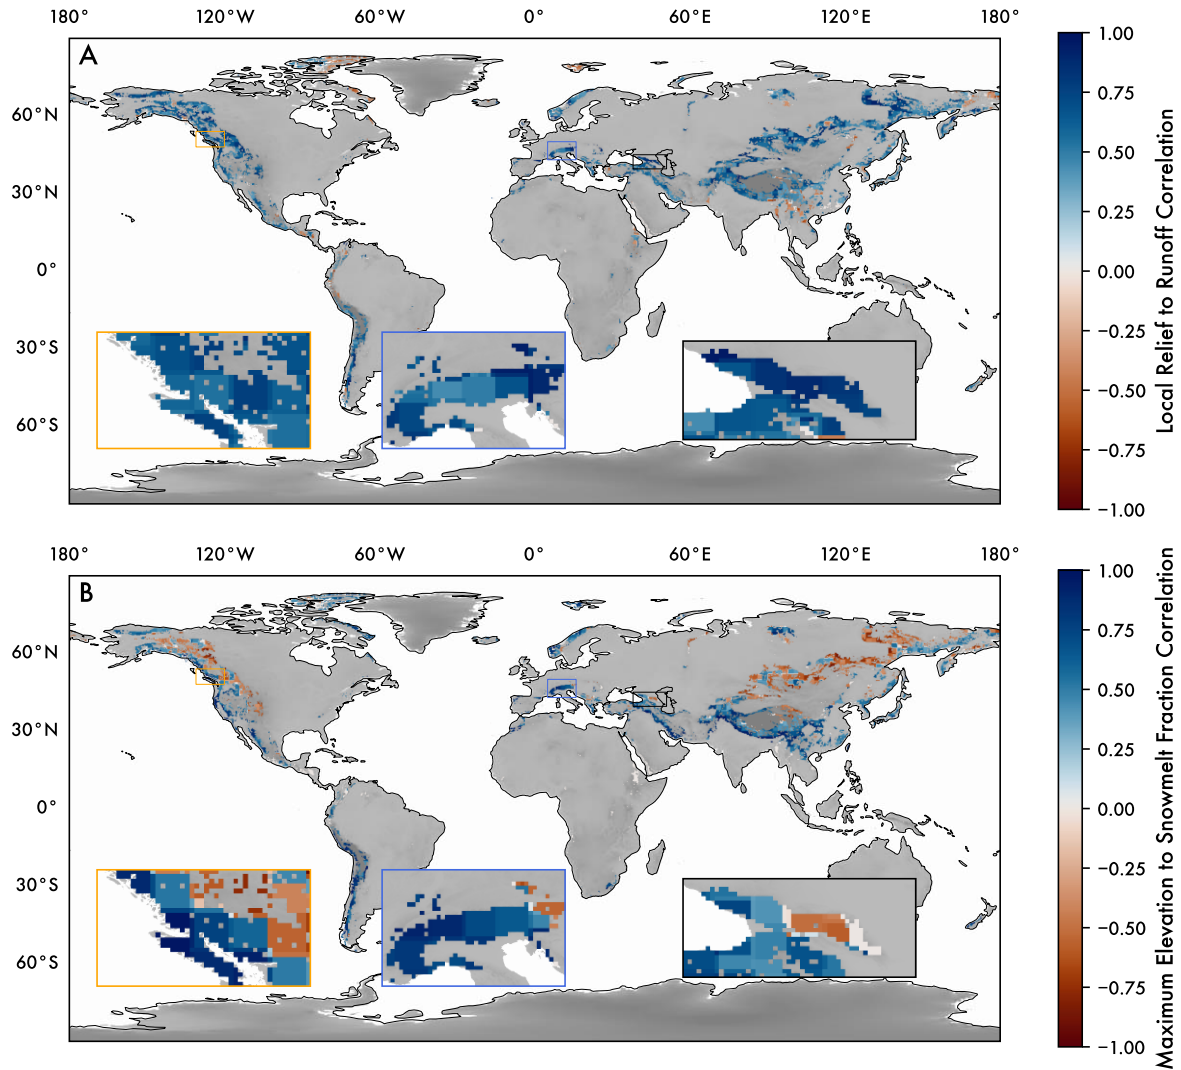 180° 120°W 60°W 0° 60°E 120°E 180°
A
60°N
30°N
0°
30°S
60°S
1.00
0.75
0.50
0.25
0.00
−0.25
−0.50
−0.75
−1.00
Local Relief to Runoff Correlation
180° 120°W 60°W 0° 60°E 120°E 180°
B
60°N
30°N
0°
30°S
60°S
1.00
0.75
0.50
0.25
0.00
−0.25
−0.50
−0.75
−1.00
Maximum Elevation to Snowmelt Fraction Correlation